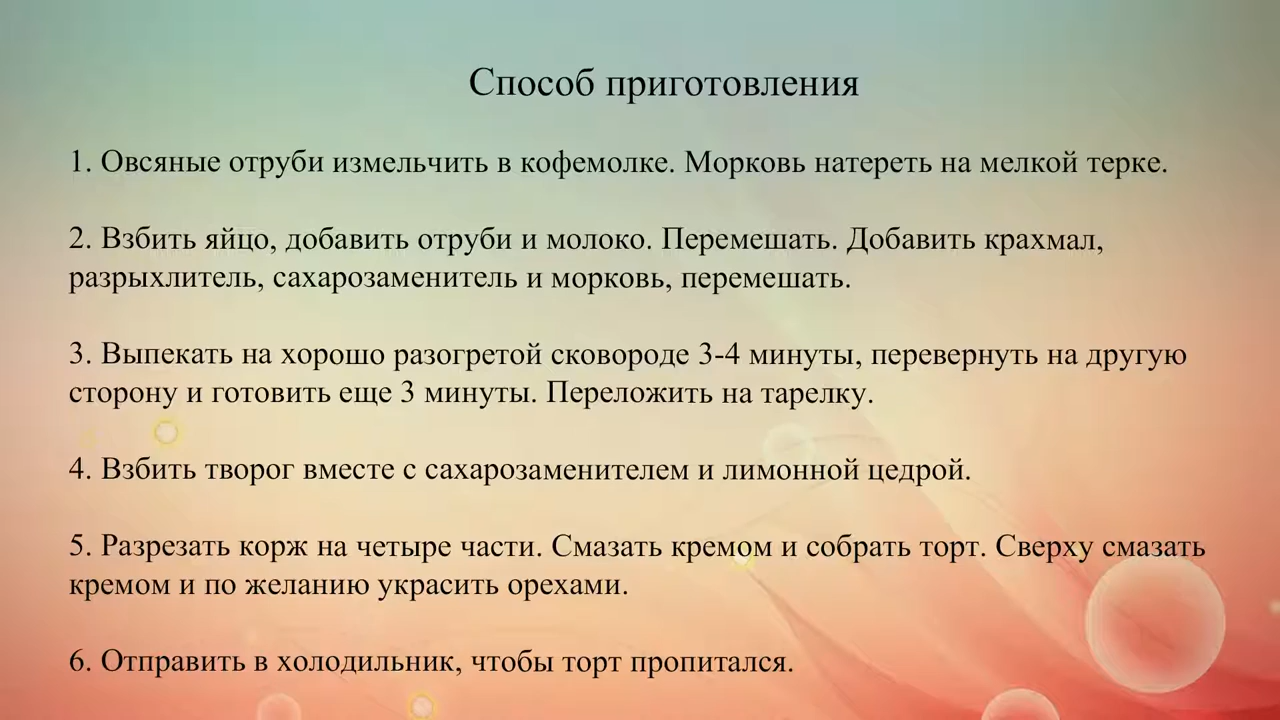 Способ приготовления
1. Овсяные отруби измельчить в кофемолке. Морковь натереть на мелкой терке.
2. Взбить яйцо, добавить отруби и молоко. Перемешать. Добавить крахмал,
разрыхлитель, сахарозаменитель и морковь, перемешать.
3. Выпекать на хорошо разогретой сковороде 3-4 минуты, перевернуть на другую
сторону и готовить еще 3 минуты. Переложить на тарелку.
4. Взбить творог вместе с сахарозаменителем и лимонной цедрой.
5. Разрезать корж на четыре части. Смазать кремом и собрать торт. Сверху смазать
кремом и по желанию украсить орехами.
6. Отправить в холодильник, чтобы торт пропитался.